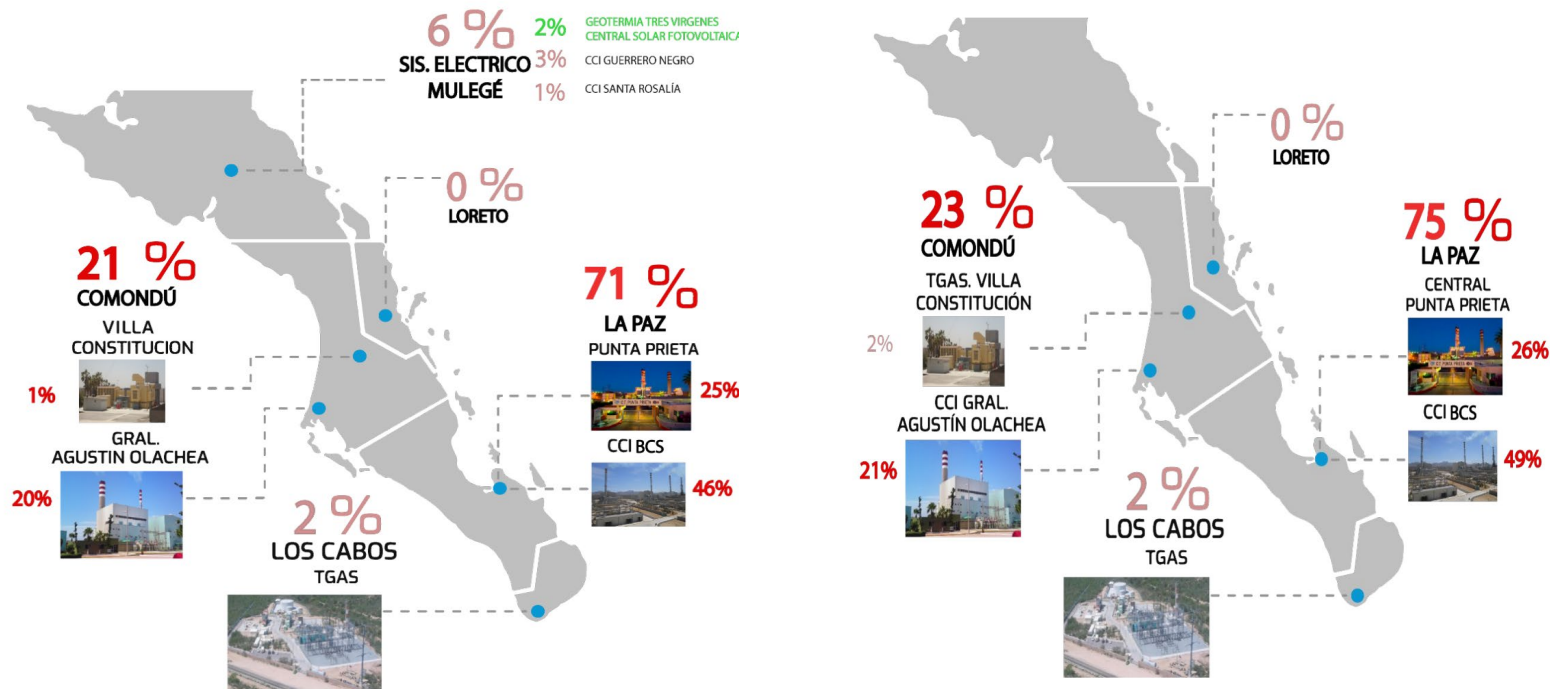 6 %
SIS. ELECTRICO
MULEGÉ
2%
GEOTERMIA TRES VIRGENES
CENTRAL SOLAR FOTOVOLTAICA
3%
CCI GUERRERO NEGRO
1%
CCI SANTA ROSALÍA
0 %
LORETO
21 %
COMONDÚ
VILLA
CONSTITUCION
1%
GRAL.
AGUSTIN OLACHEA
20%
71 %
LA PAZ
PUNTA PRIETA
25%
CCI BCS
46%
2 %
LOS CABOS
TGAS
0 %
LORETO
23 %
COMONDÚ
TGAS. VILLA
CONSTITUCIÓN
2%
CCI GRAL.
AGUSTÍN OLACHEA
21%
75 %
LA PAZ
CENTRAL
PUNTA PRIETA
26%
CCI BCS
49%
2 %
LOS CABOS
TGAS